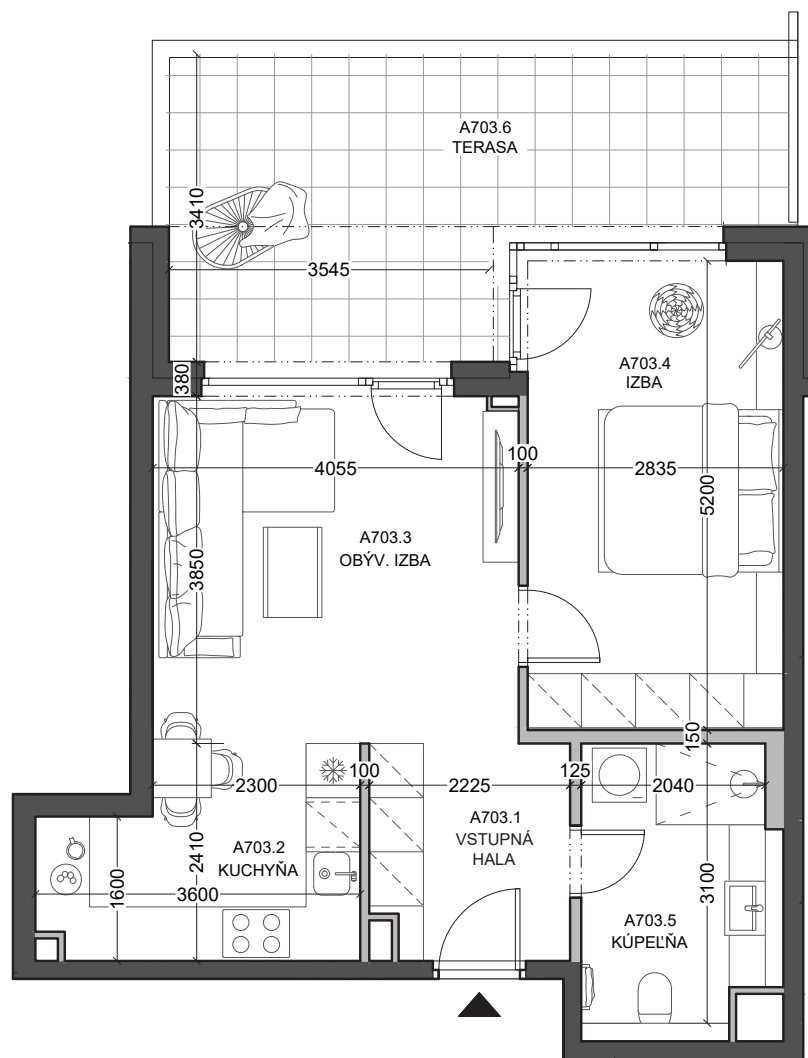 A703.6
TERASA
3410
3545
380
A703.4
IZBA
4055
100
2835
5200
A703.3
OBÝV. IZBA
3850
150
2300
100
2225
125
2040
A703.1
VSTUPNÁ
HALA
A703.2
KUCHYŇA
2410
1600
3600
3100
A703.5
KÚPEĽŇA